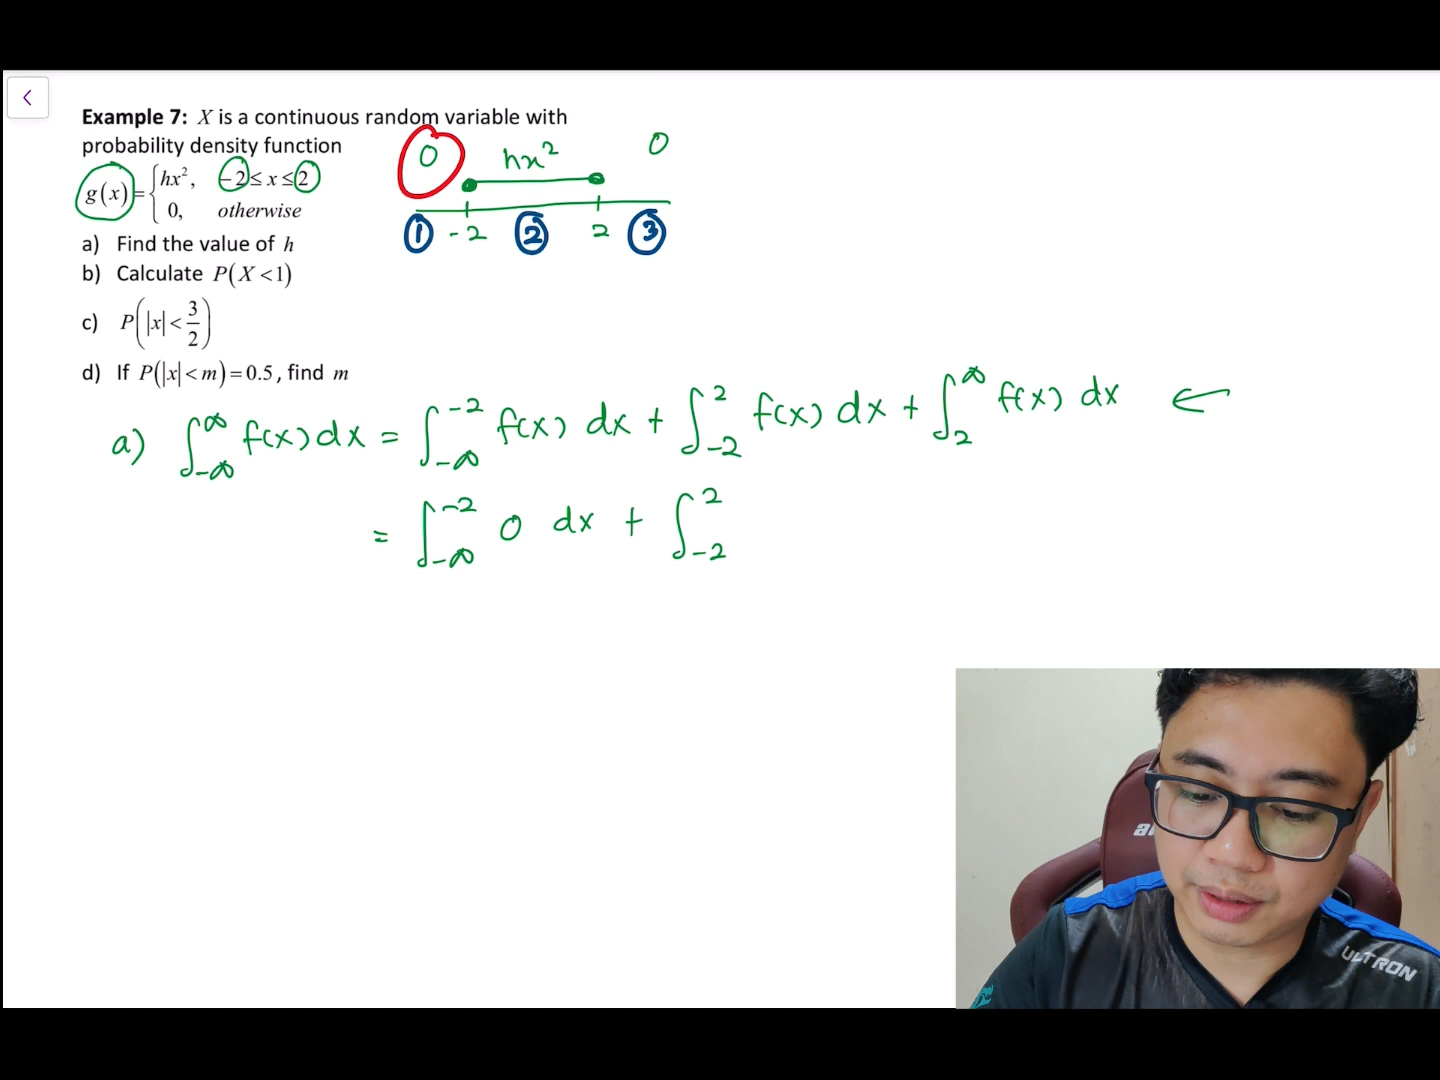 Example 7: X is a continuous random variable with
probability density function
g(x) = { hx², -2 ≤ x ≤ 2
0, otherwise
0 hx² 0
① -2 ② 2 ③
a) Find the value of h
b) Calculate P(X < 1)
c) P(|x| < 3/2)
d) If P(|x| < m) = 0.5, find m
a) ∫_{-∞}^{∞} f(x) dx = ∫_{-∞}^{-2} f(x) dx + ∫_{-2}^{2} f(x) dx + ∫_{2}^{∞} f(x) dx ←
= ∫_{-∞}^{-2} 0 dx + ∫_{-2}^{2}
ULTRON